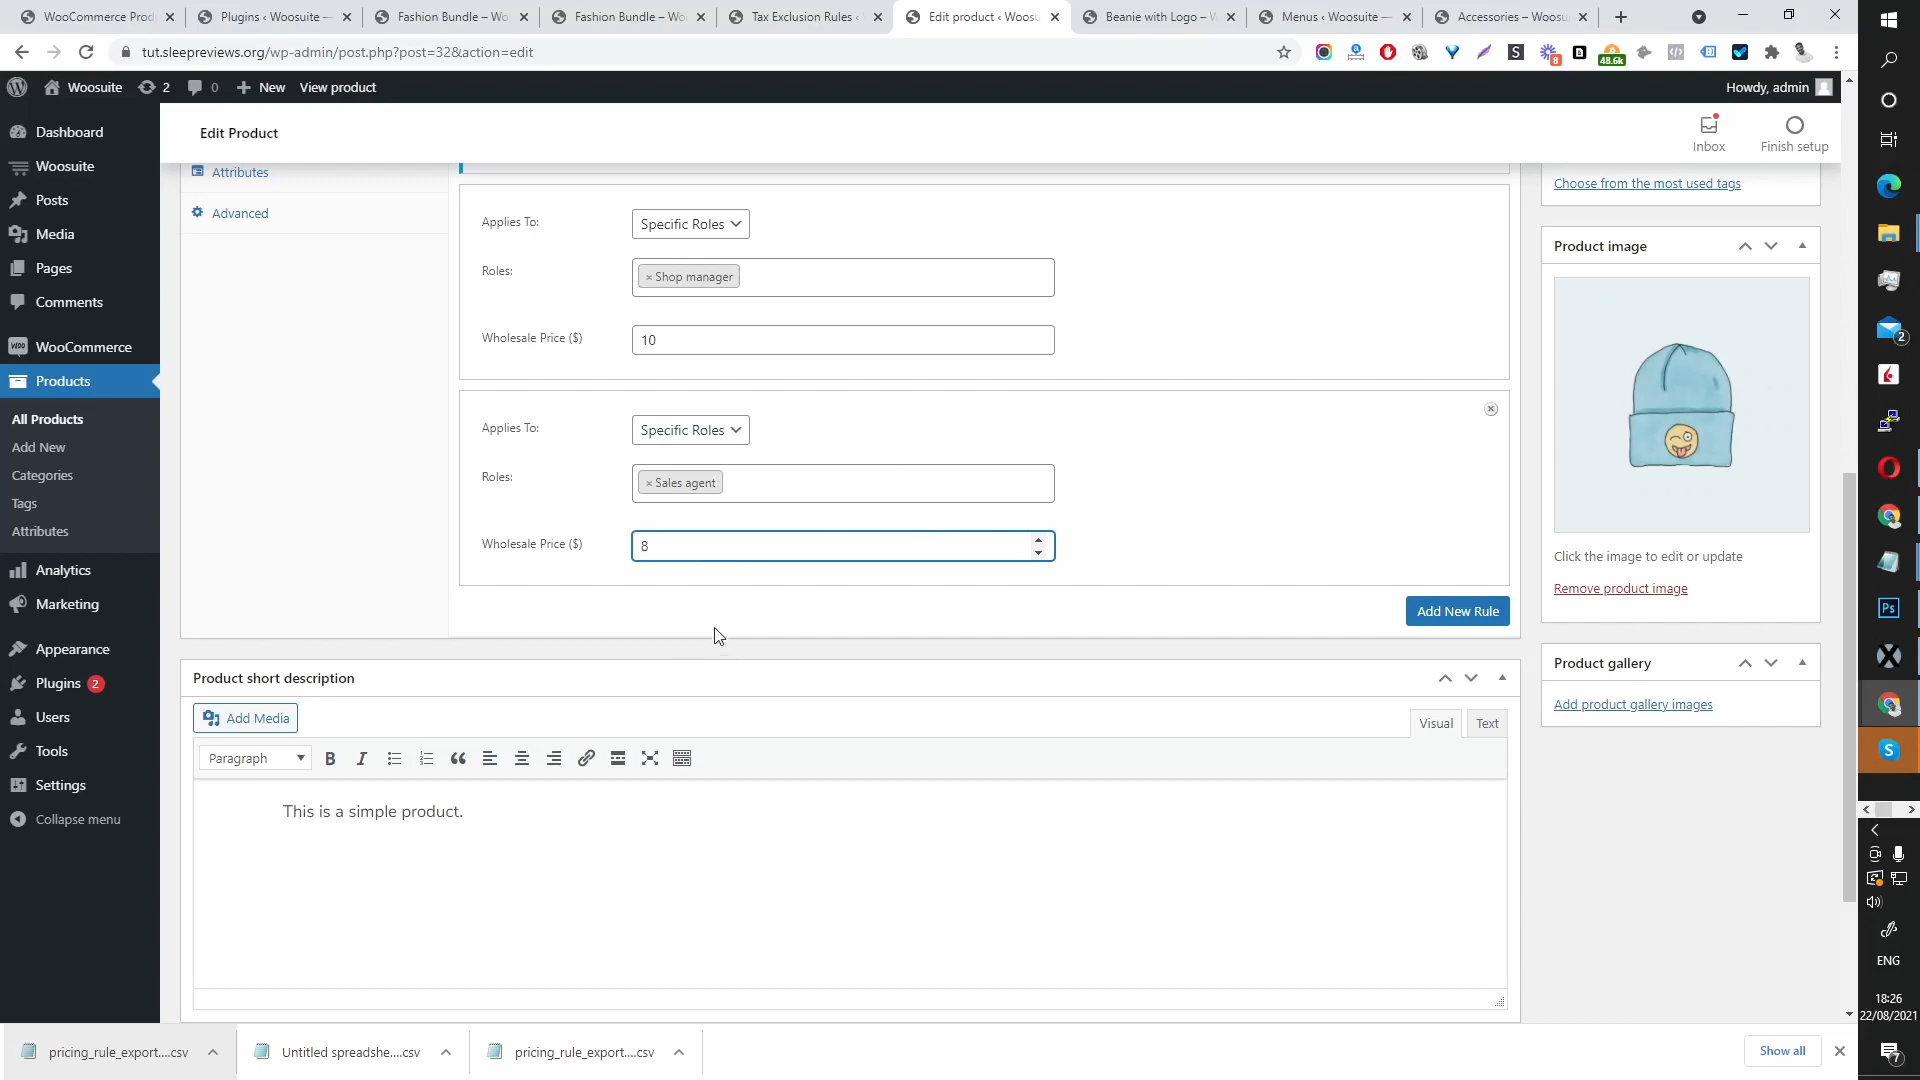 WooCommerce Prod
Plugins ‹ Woosuite —
Fashion Bundle – Wo
Fashion Bundle – Wo
Tax Exclusion Rules ‹
Edit product ‹ Woosu
Beanie with Logo – W
Menus ‹ Woosuite —
Accessories – Woosu
tut.sleepreviews.org/wp-admin/post.php?post=32&action=edit
8
48.6k
Woosuite
2
0
New
View product
Howdy, admin
Edit Product
Inbox
Finish setup
Dashboard
Woosuite
Posts
Media
Pages
Comments
WooCommerce
Products
All Products
Add New
Categories
Tags
Attributes
Analytics
Marketing
Appearance
Plugins 2
Users
Tools
Settings
Collapse menu
Attributes
Advanced
Applies To:
Specific Roles
Roles:
× Shop manager
Wholesale Price ($)
10
Applies To:
Specific Roles
Roles:
× Sales agent
Wholesale Price ($)
8
Add New Rule
Choose from the most used tags
Product image
Click the image to edit or update
Remove product image
Product gallery
Add product gallery images
Product short description
Add Media
Visual
Text
Paragraph
B
I
This is a simple product.
pricing_rule_export....csv
Untitled spreadshe....csv
pricing_rule_export....csv
Show all
2
Ps
S
ENG
18:26
22/08/2021
7